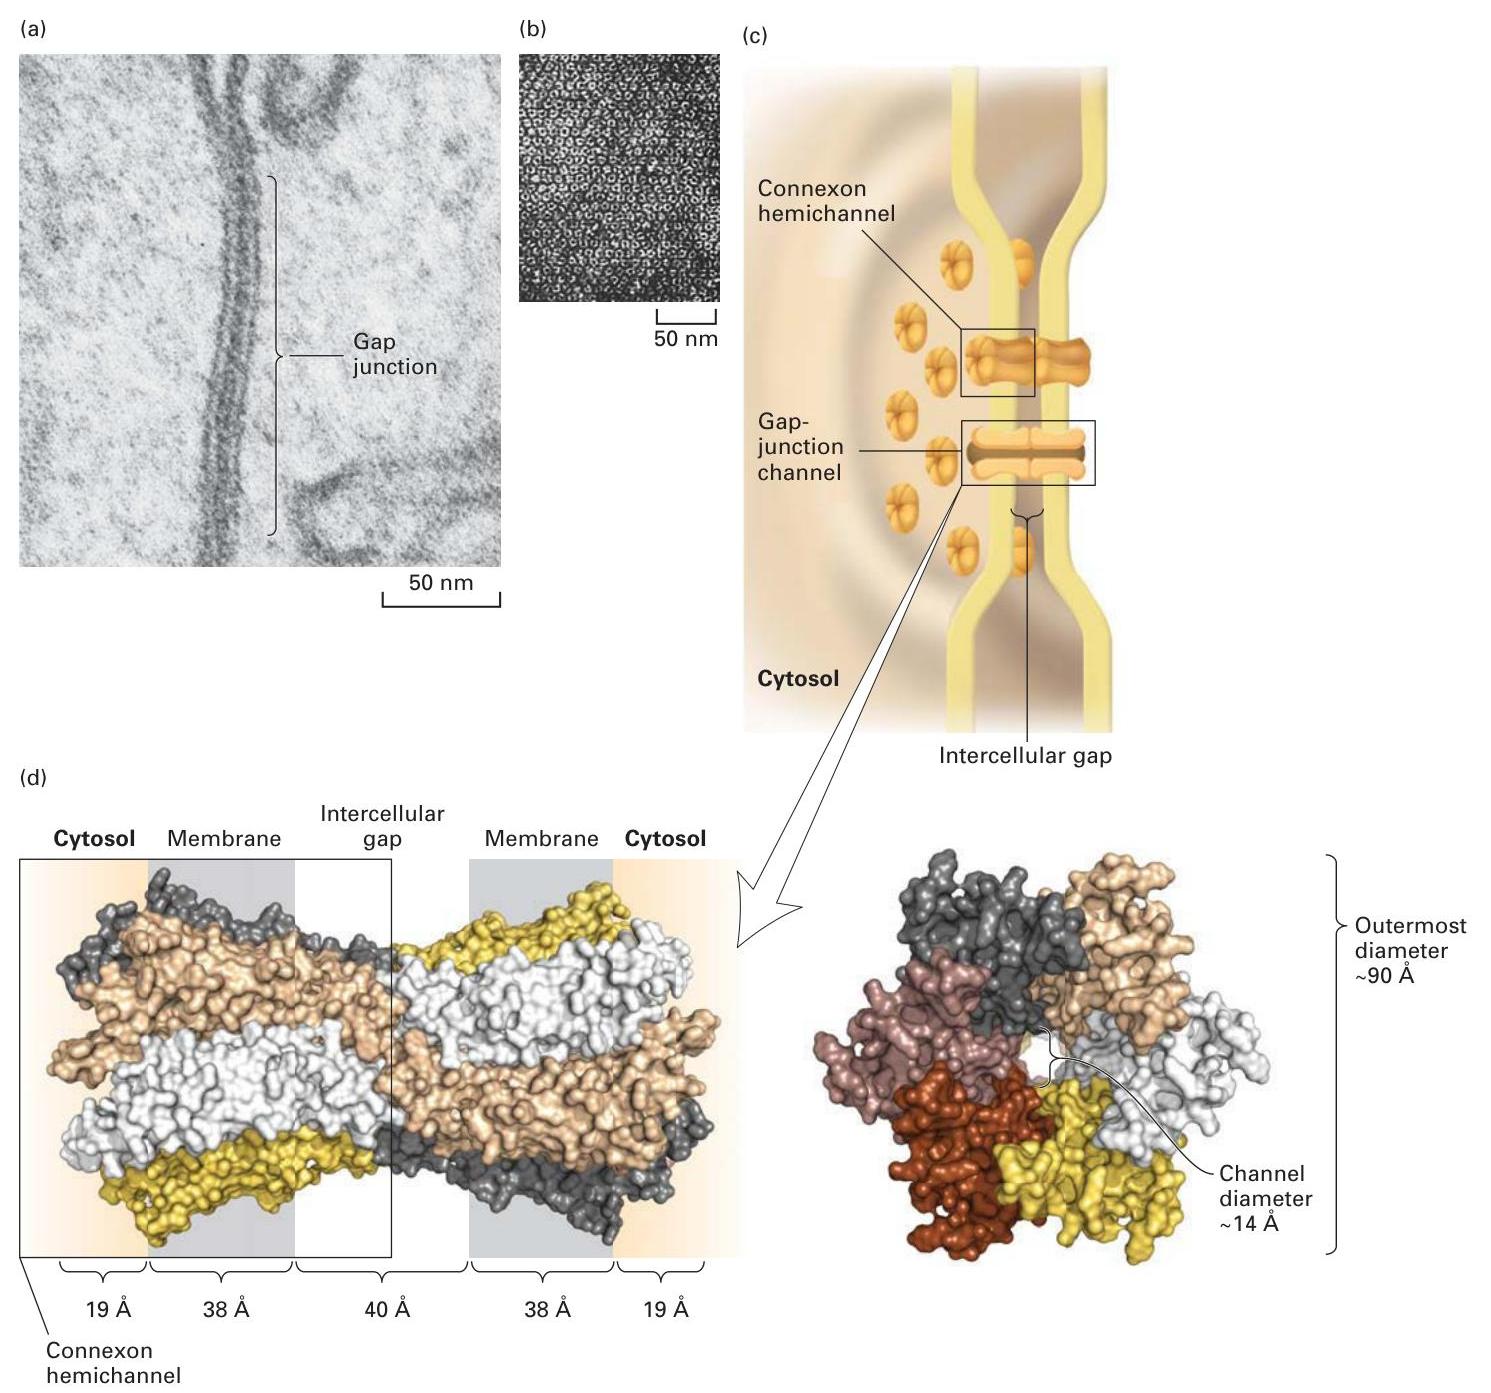 (a)
(b)
(c)
Gap
junction
50 nm
50 nm
Connexon
hemichannel
Gap-
junction
channel
Cytosol
Intercellular gap
(d)
Cytosol
Membrane
Intercellular
gap
Membrane
Cytosol
19 Å
38 Å
40 Å
38 Å
19 Å
Connexon
hemichannel
Outermost
diameter
~90 Å
Channel
diameter
~14 Å